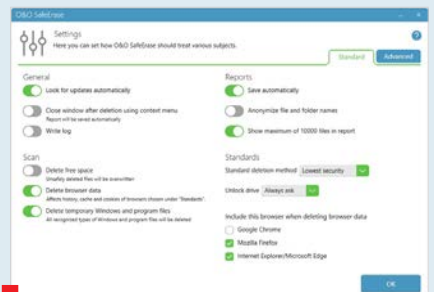 O&O SafeErase
Settings
Here you can set how O&O SafeErase should treat various subjects.
Standard
Advanced
General
Look for updates automatically
Close window after deletion using context menu
Report will be saved automatically
Write log
Reports
Save automatically
Anonymize file and folder names
Show maximum of 10000 files in report
Scan
Delete free space
Unsafely deleted files will be overwritten
Delete browser data
Affects history, cache and cookies of browsers chosen under "Standards".
Delete temporary Windows and program files
All recognized types of Windows and program files will be deleted
Standards
Standard deletion method Lowest security
Unlock drive Always ask
Include this browser when deleting browser data
Google Chrome
Mozilla Firefox
Internet Explorer/Microsoft Edge
OK